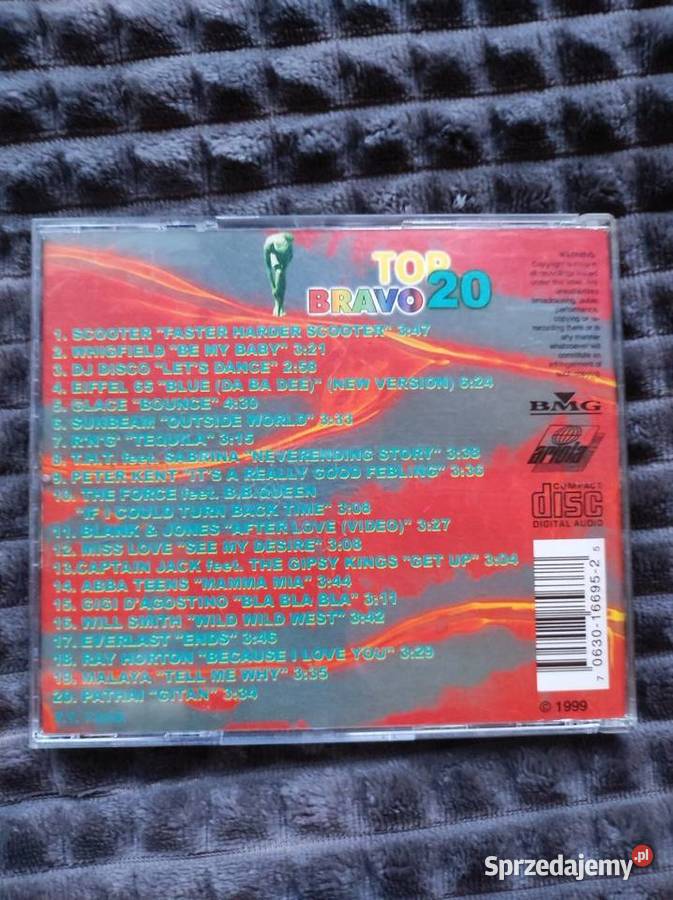 TOP
BRAVO 20
1. SCOOTER "FASTER HARDER SCOOTER" 3:47
2. WHIGFIELD "BE MY BABY" 3:21
3. DJ DISCO "LET'S DANCE" 2:58
4. EIFFEL 65 "BLUE (DA BA DEE)" (NEW VERSION) 6:24
5. GLACE "BOUNCE" 4:30
6. SUNBEAM "OUTSIDE WORLD" 3:33
7. R'N'G' "TEQUILA" 3:15
8. T.H.T. feat. SABRINA "NEVERENDING STORY" 3:38
9. PETER KENT "IT'S A REALLY GOOD FEELING" 3:36
10. THE FORCE feat. B.B.QUEEN
"IF I COULD TURN BACK TIME" 3:08
11. BLANK & JONES "AFTER LOVE (VIDEO)" 3:27
12. MISS LOVE "SEE MY DESIRE" 3:08
13.CAPTAIN JACK feet. THE GIPSY KINGS "GET UP" 3:04
14. ABBA TEENS "MAMMA MIA" 3:44
15. GIGI D'AGOSTINO "BLA BLA BLA" 3:11
16. WILL SMITH "WILD WILD WEST" 3:42
17. EVERLAST "ENDS" 3:46
18. RAY HORTON "BECAUSE I LOVE YOU" 3:29
19. MALAYA "TELL ME WHY" 3:35
20. PATHAI "GITAN" 3:34
WARNING:
BMG
ariola
COMPACT
disc
DIGITAL AUDIO
7 0630-16695-2 5
© 1999
Sprzedajemy.pl